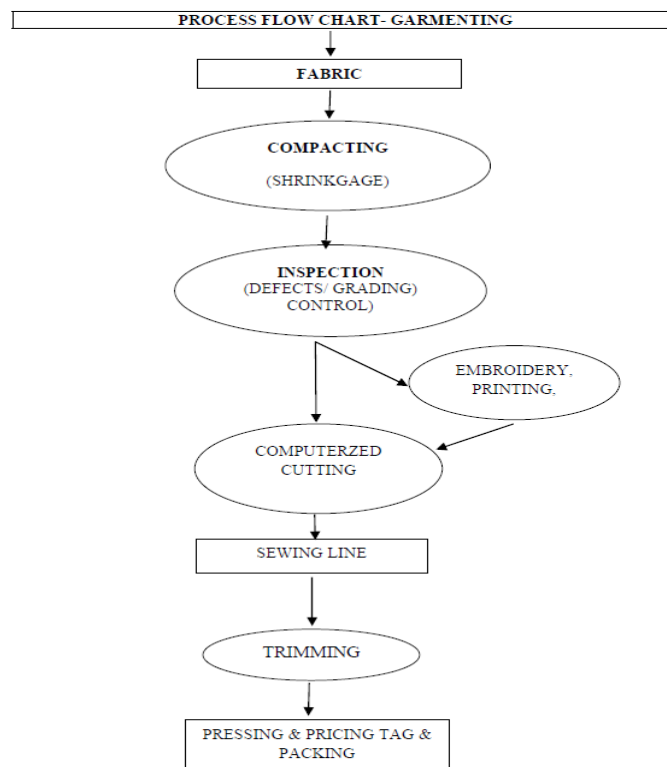 PROCESS FLOW CHART- GARMENTING
FABRIC
COMPACTING
(SHRINKGAGE)
INSPECTION
(DEFECTS/ GRADING)
CONTROL)
EMBROIDERY,
PRINTING,
COMPUTERZED
CUTTING
SEWING LINE
TRIMMING
PRESSING & PRICING TAG &
PACKING